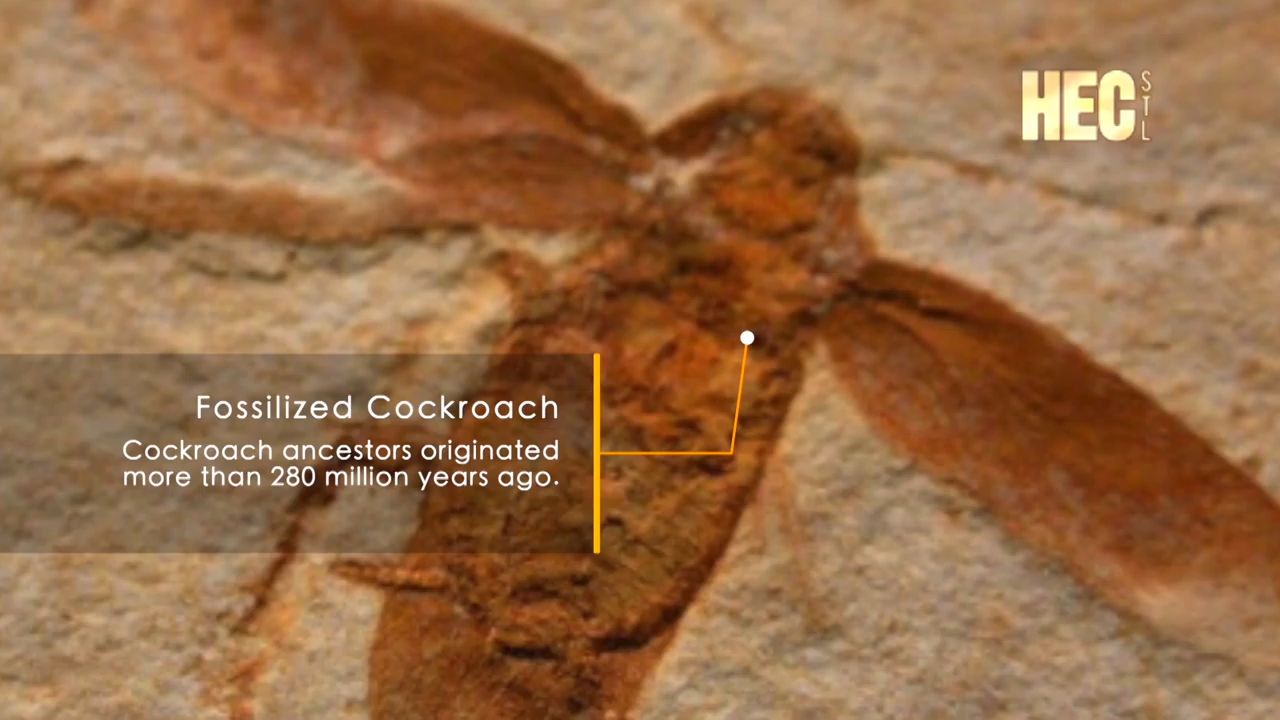 HEC
STL
Fossilized Cockroach
Cockroach ancestors originated
more than 280 million years ago.